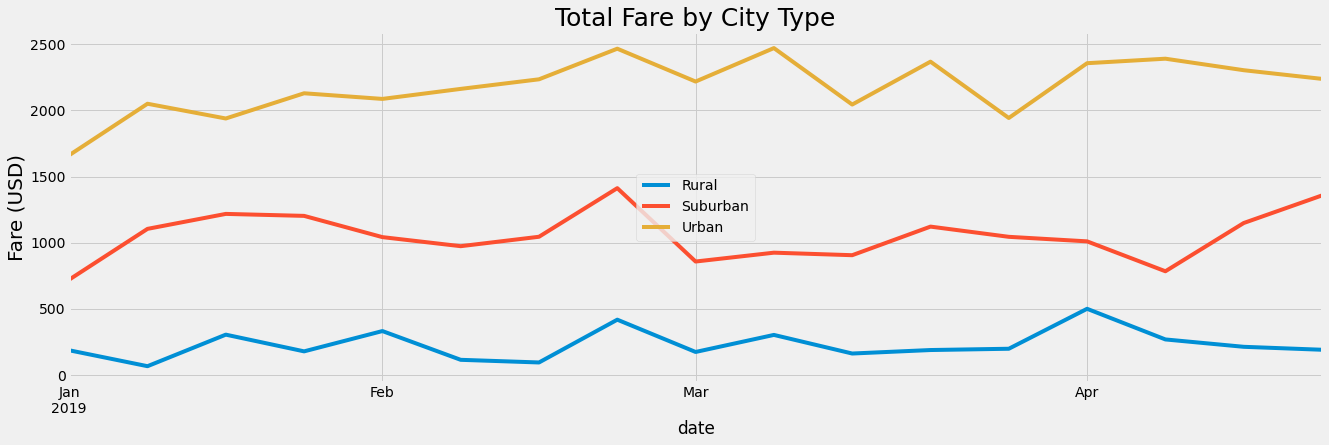 Total Fare by City Type
Fare (USD)
2500
2000
1500
1000
500
0
Rural
Suburban
Urban
Jan Feb Mar Apr
2019
date